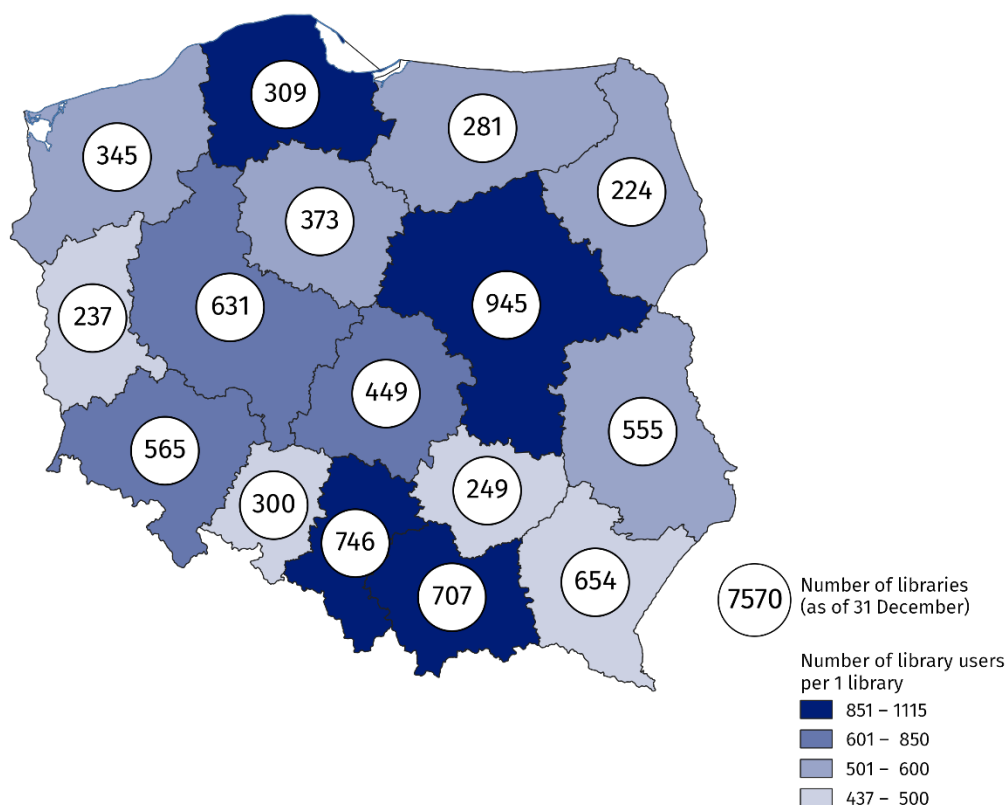 309
281
345
224
373
945
631
237
449
555
565
249
300
746
654
707
7570
Number of libraries
(as of 31 December)
Number of library users
per 1 library
851 – 1115
601 – 850
501 – 600
437 – 500